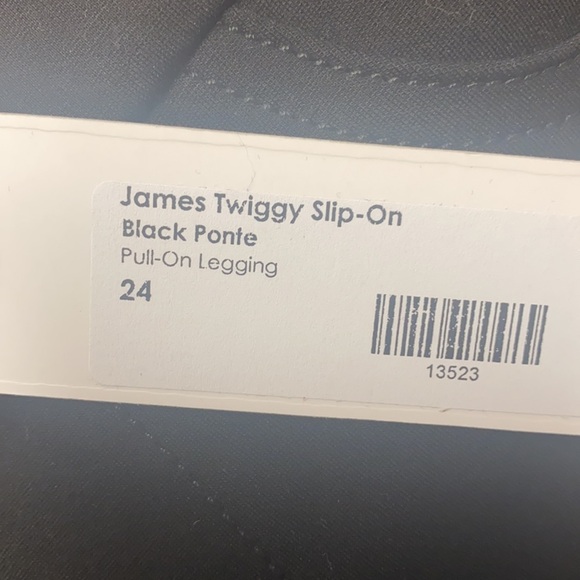 James Twiggy Slip-On
Black Ponte
Pull-On Legging
24
13523